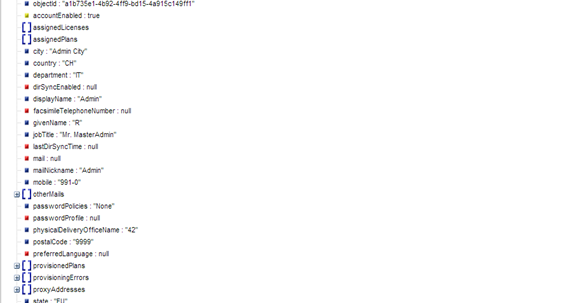 objectId : "a1b735e1-4b92-4ff9-bd15-4a915c149ff1"
accountEnabled : true
assignedLicenses
assignedPlans
city : "Admin City"
country : "CH"
department : "IT"
dirSyncEnabled : null
displayName : "Admin"
facsimileTelephoneNumber : null
givenName : "R"
jobTitle : "Mr. MasterAdmin"
lastDirSyncTime : null
mail : null
mailNickname : "Admin"
mobile : "991-0"
otherMails
passwordPolicies : "None"
passwordProfile : null
physicalDeliveryOfficeName : "42"
postalCode : "9999"
preferredLanguage : null
provisionedPlans
provisioningErrors
proxyAddresses
state : "EU"